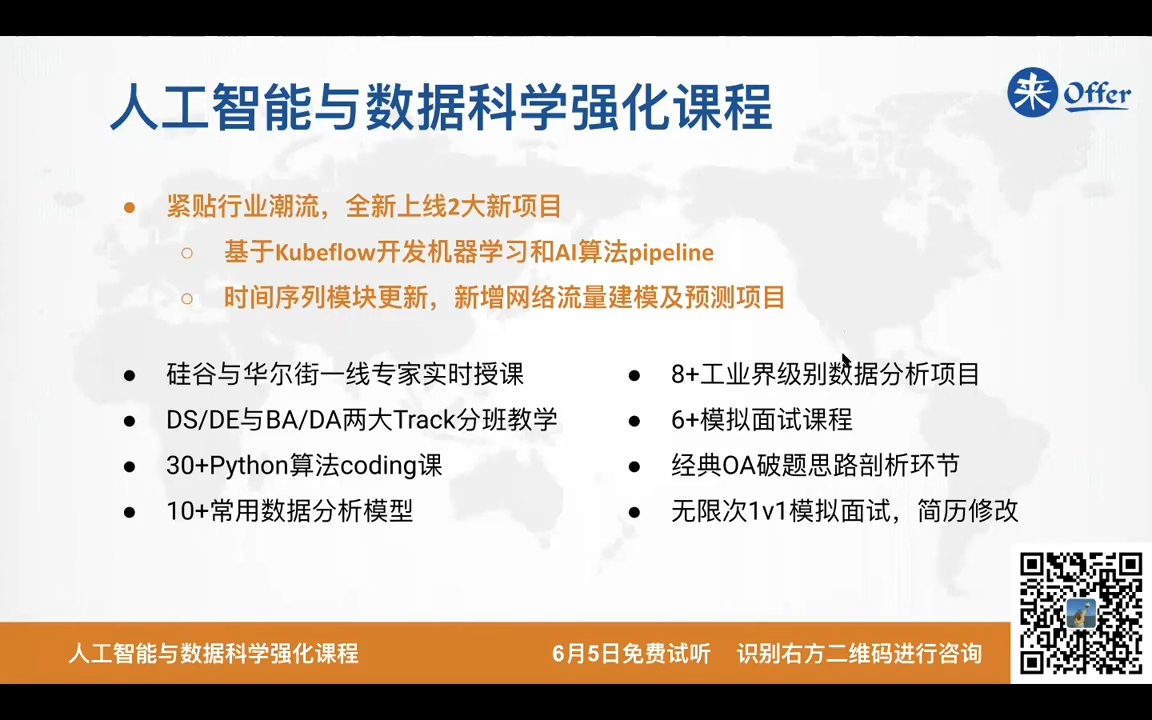 人工智能与数据科学强化课程
来 Offer
紧贴行业潮流，全新上线2大新项目
基于Kubeflow开发机器学习和AI算法pipeline
时间序列模块更新，新增网络流量建模及预测项目
硅谷与华尔街一线专家实时授课
DS/DE与BA/DA两大Track分班教学
30+Python算法coding课
10+常用数据分析模型
8+工业界级别数据分析项目
6+模拟面试课程
经典OA破题思路剖析环节
无限次1v1模拟面试，简历修改
人工智能与数据科学强化课程
6月5日免费试听 识别右方二维码进行咨询